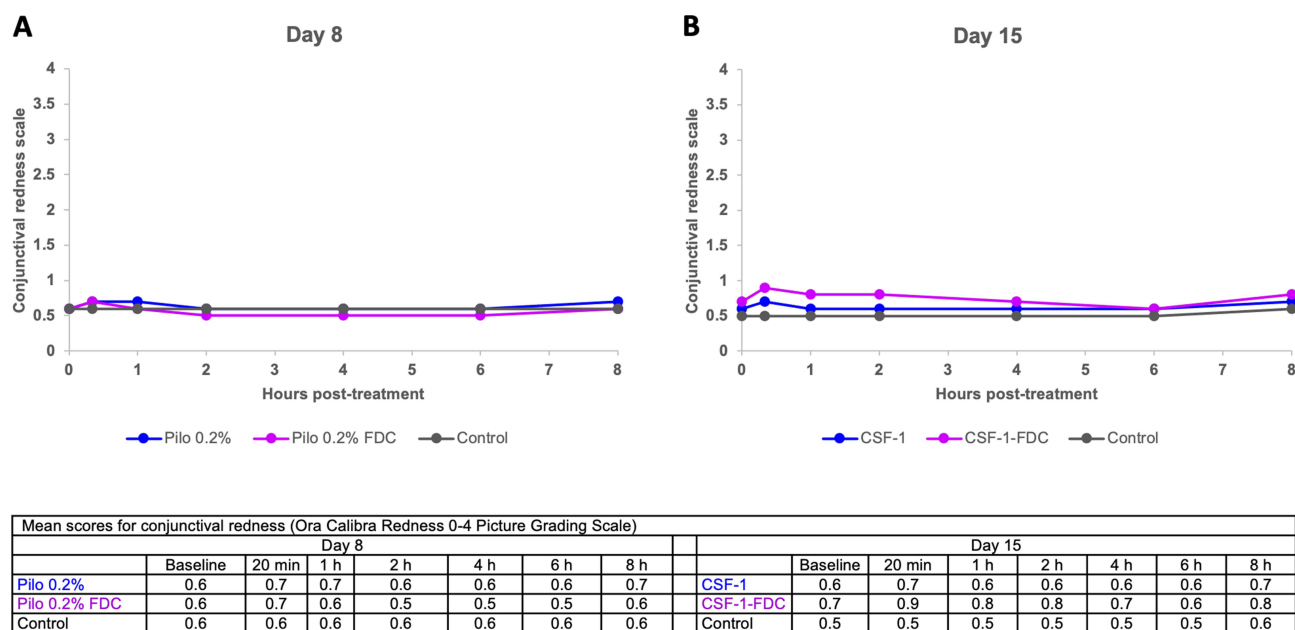 A
Day 8
4
3.5
3
2.5
2
1.5
1
0.5
0
Conjunctival redness scale
0 1 2 3 4 5 6 7 8
Hours post-treatment
Pilo 0.2% Pilo 0.2% FDC Control
B
Day 15
4
3.5
3
2.5
2
1.5
1
0.5
0
Conjunctival redness scale
0 1 2 3 4 5 6 7 8
Hours post-treatment
CSF-1 CSF-1-FDC Control
Mean scores for conjunctival redness (Ora Calibra Redness 0-4 Picture Grading Scale)
Day 8 Day 15
Baseline 20 min 1 h 2 h 4 h 6 h 8 h Baseline 20 min 1 h 2 h 4 h 6 h 8 h
Pilo 0.2% 0.6 0.7 0.7 0.6 0.6 0.6 0.7 CSF-1 0.6 0.7 0.6 0.6 0.6 0.6 0.7
Pilo 0.2% FDC 0.6 0.7 0.6 0.5 0.5 0.5 0.6 CSF-1-FDC 0.7 0.9 0.8 0.8 0.7 0.6 0.8
Control 0.6 0.6 0.6 0.6 0.6 0.6 0.6 Control 0.5 0.5 0.5 0.5 0.5 0.5 0.6